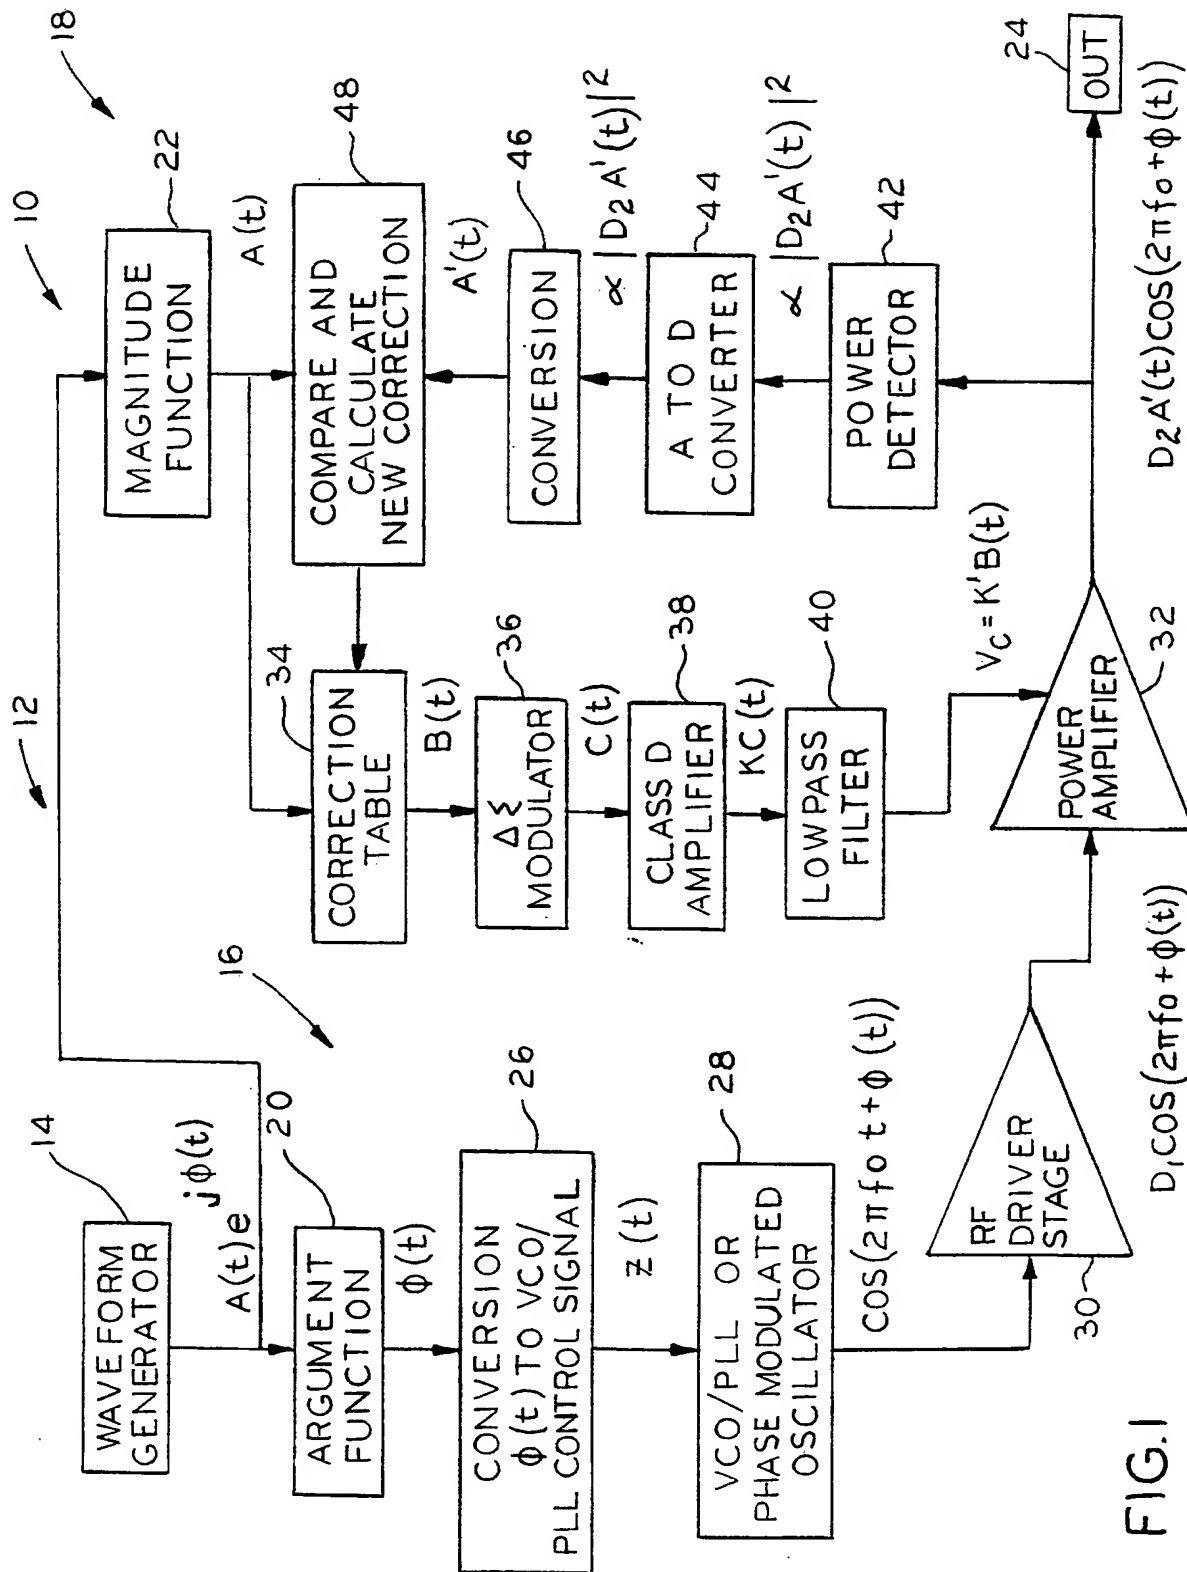 18
10
12
14
WAVEFORM
GENERATOR
A(t)e jϕ(t)
20
ARGUMENT
FUNCTION
ϕ(t)
16
26
CONVERSION
ϕ(t) TO VCO/
PLL CONTROL SIGNAL
Z(t)
28
VCO/PLL OR
PHASE MODULATED
OSCILLATOR
COS(2πfot+ϕ(t))
RF
DRIVER
STAGE
30
D₁COS(2πfo+ϕ(t))
22
MAGNITUDE
FUNCTION
A(t)
48
COMPARE AND
CALCULATE
NEW CORRECTION
A'(t)
46
CONVERSION
∝|D₂A'(t)|²
44
A TO D
CONVERTER
∝|D₂A'(t)|²
42
POWER
DETECTOR
34
CORRECTION
TABLE
B(t)
36
ΔΣ
MODULATOR
C(t)
38
CLASS D
AMPLIFIER
KC(t)
40
LOWPASS
FILTER
Vc=K'B(t)
POWER
AMPLIFIER
32
24
OUT
D₂A'(t)COS(2πfo+ϕ(t))
FIG.1